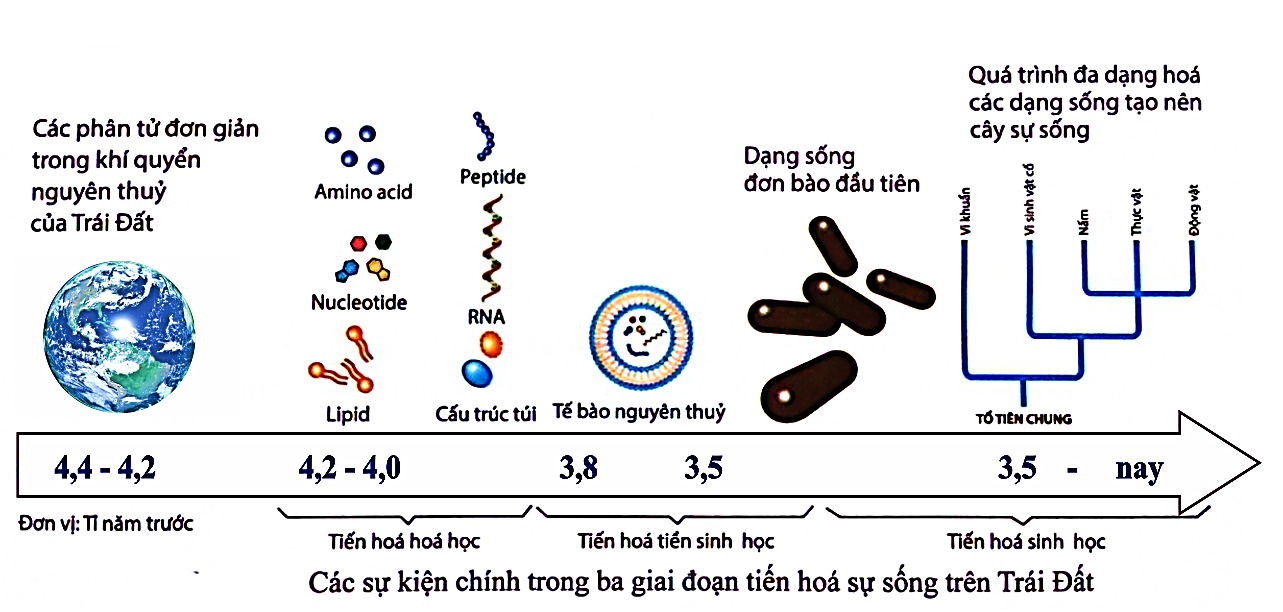 Các phân tử đơn giản
trong khí quyển
nguyên thuỷ
của Trái Đất
Amino acid
Nucleotide
Lipid
Peptide
RNA
Cấu trúc túi
Tế bào nguyên thuỷ
Dạng sống
đơn bào đầu tiên
Quá trình đa dạng hoá
các dạng sống tạo nên
cây sự sống
Vi khuẩn
Vi sinh vật cổ
Nấm
Thực vật
Động vật
TỔ TIÊN CHUNG
4,4 - 4,2
4,2 - 4,0
3,8
3,5
3,5 - nay
Đơn vị: Tỉ năm trước
Tiến hoá hoá học
Tiến hoá tiền sinh học
Tiến hoá sinh học
Các sự kiện chính trong ba giai đoạn tiến hoá sự sống trên Trái Đất